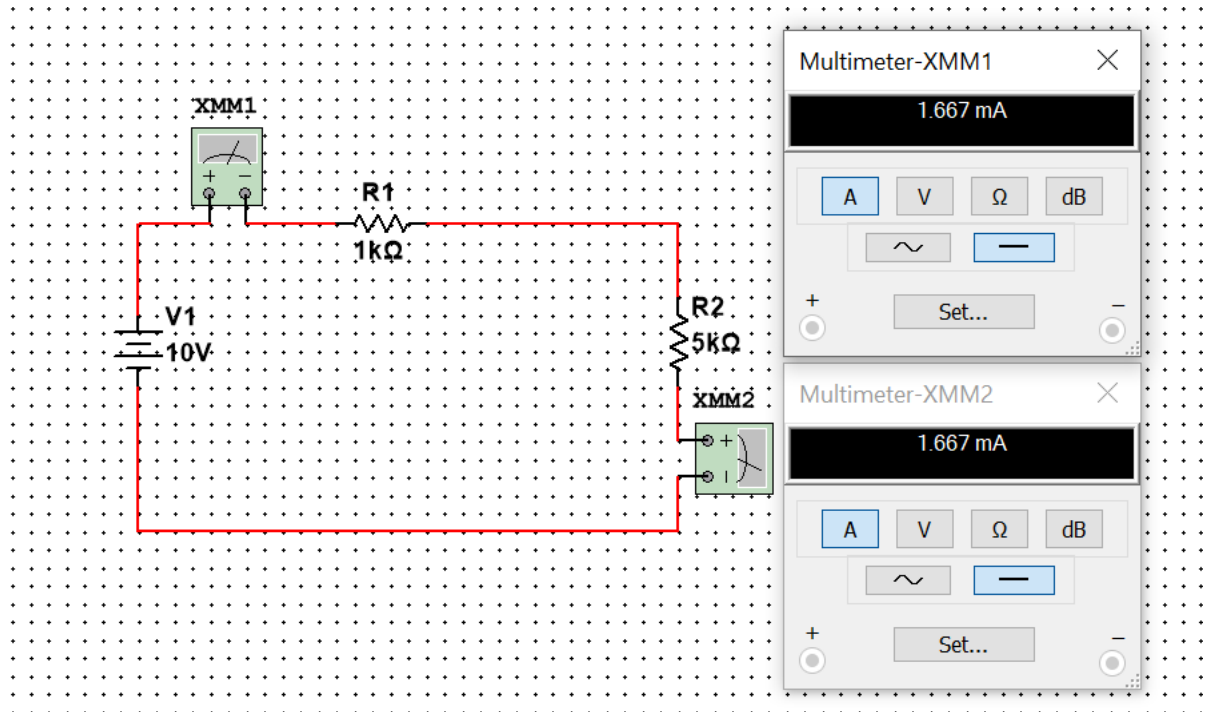 XMM1
+ −
R1
1kΩ
V1
10V
R2
5kΩ
XMM2
+
−
Multimeter-XMM1
1.667 mA
A V Ω dB
+ Set... −
Multimeter-XMM2
1.667 mA
A V Ω dB
+ Set... −